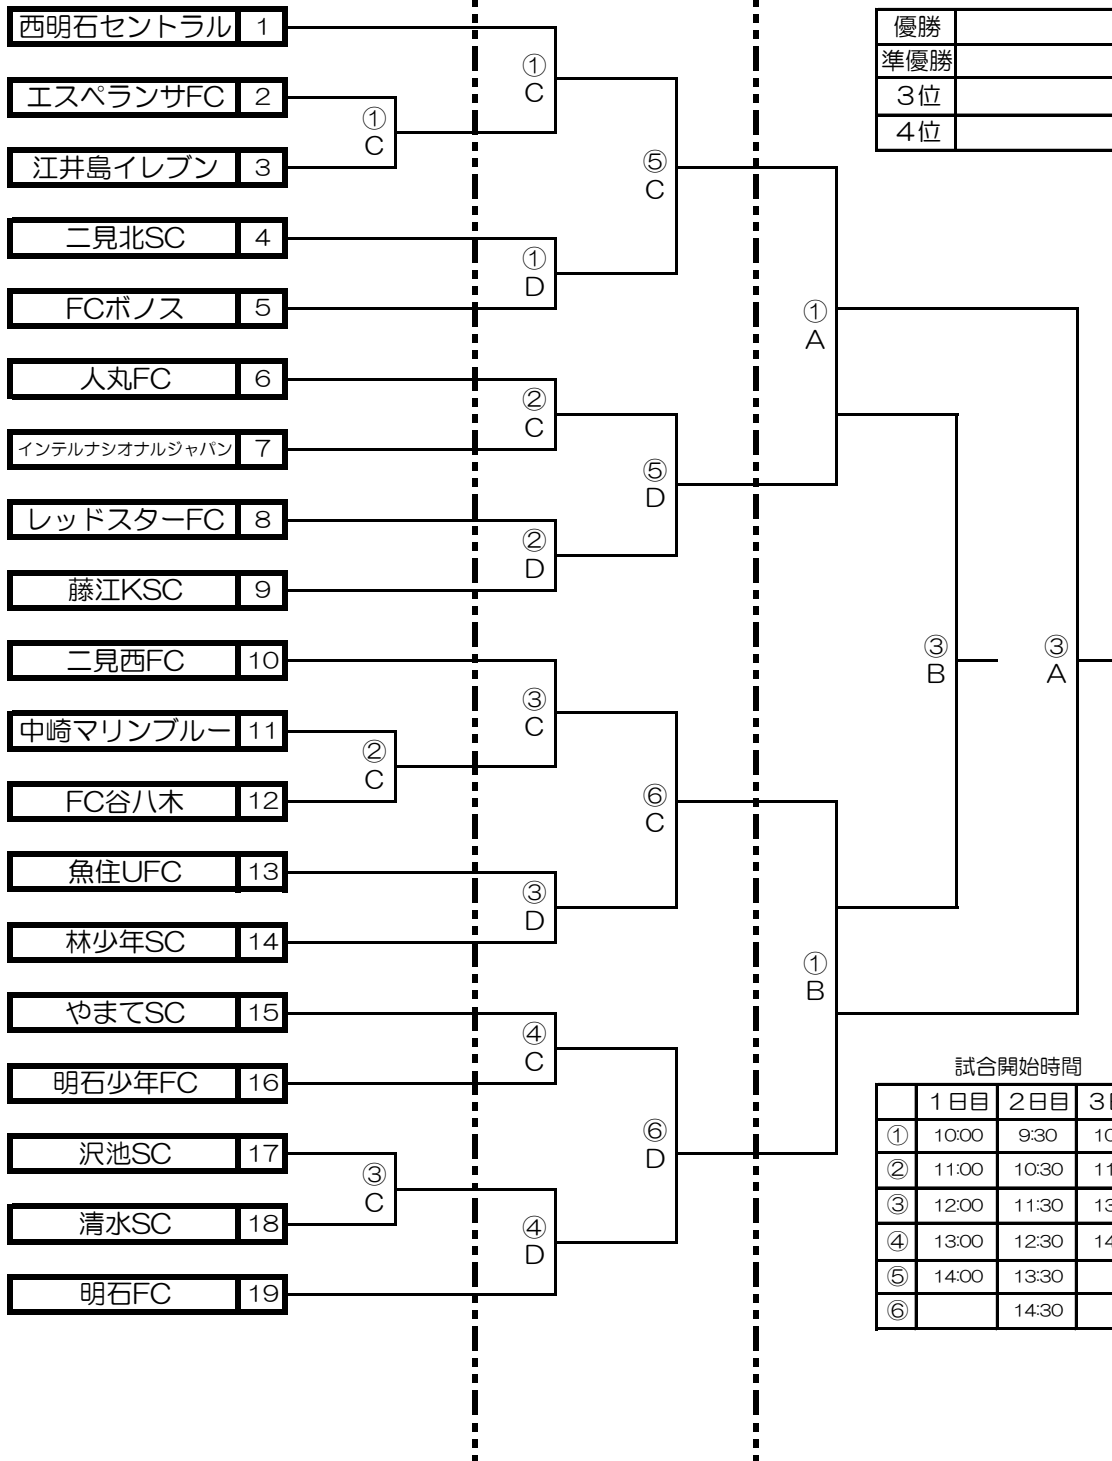 西明石セントラル 1
エスペランサFC 2
江井島イレブン 3
二見北SC 4
FCボノス 5
人丸FC 6
インテルナシオナルジャパン 7
レッドスターFC 8
藤江KSC 9
二見西FC 10
中崎マリンブルー 11
FC谷八木 12
魚住UFC 13
林少年SC 14
やまてSC 15
明石少年FC 16
沢池SC 17
清水SC 18
明石FC 19
①
C
②
C
③
C
①
C
①
D
②
C
②
D
③
C
③
D
④
C
④
D
⑤
C
⑤
D
⑥
C
⑥
D
①
A
①
B
③
B
③
A
優勝
準優勝
3位
4位
試合開始時間
1日目 2日目 3
① 10:00 9:30 10
② 11:00 10:30 11
③ 12:00 11:30 13
④ 13:00 12:30 14
⑤ 14:00 13:30
⑥ 14:30